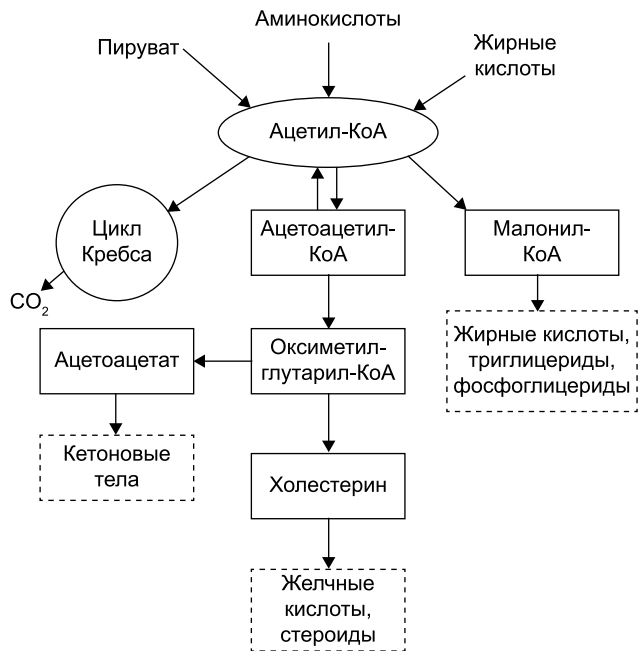 Аминокислоты
Пируват
Жирные
кислоты
Ацетил-КоА
Цикл
Кребса
Ацетоацетил-
КоА
Малонил-
КоА
CO2
Ацетоацетат
Оксиметил-
глутарил-КоА
Жирные кислоты,
триглицериды,
фосфоглицериды
Кетоновые
тела
Холестерин
Желчные
кислоты,
стероиды